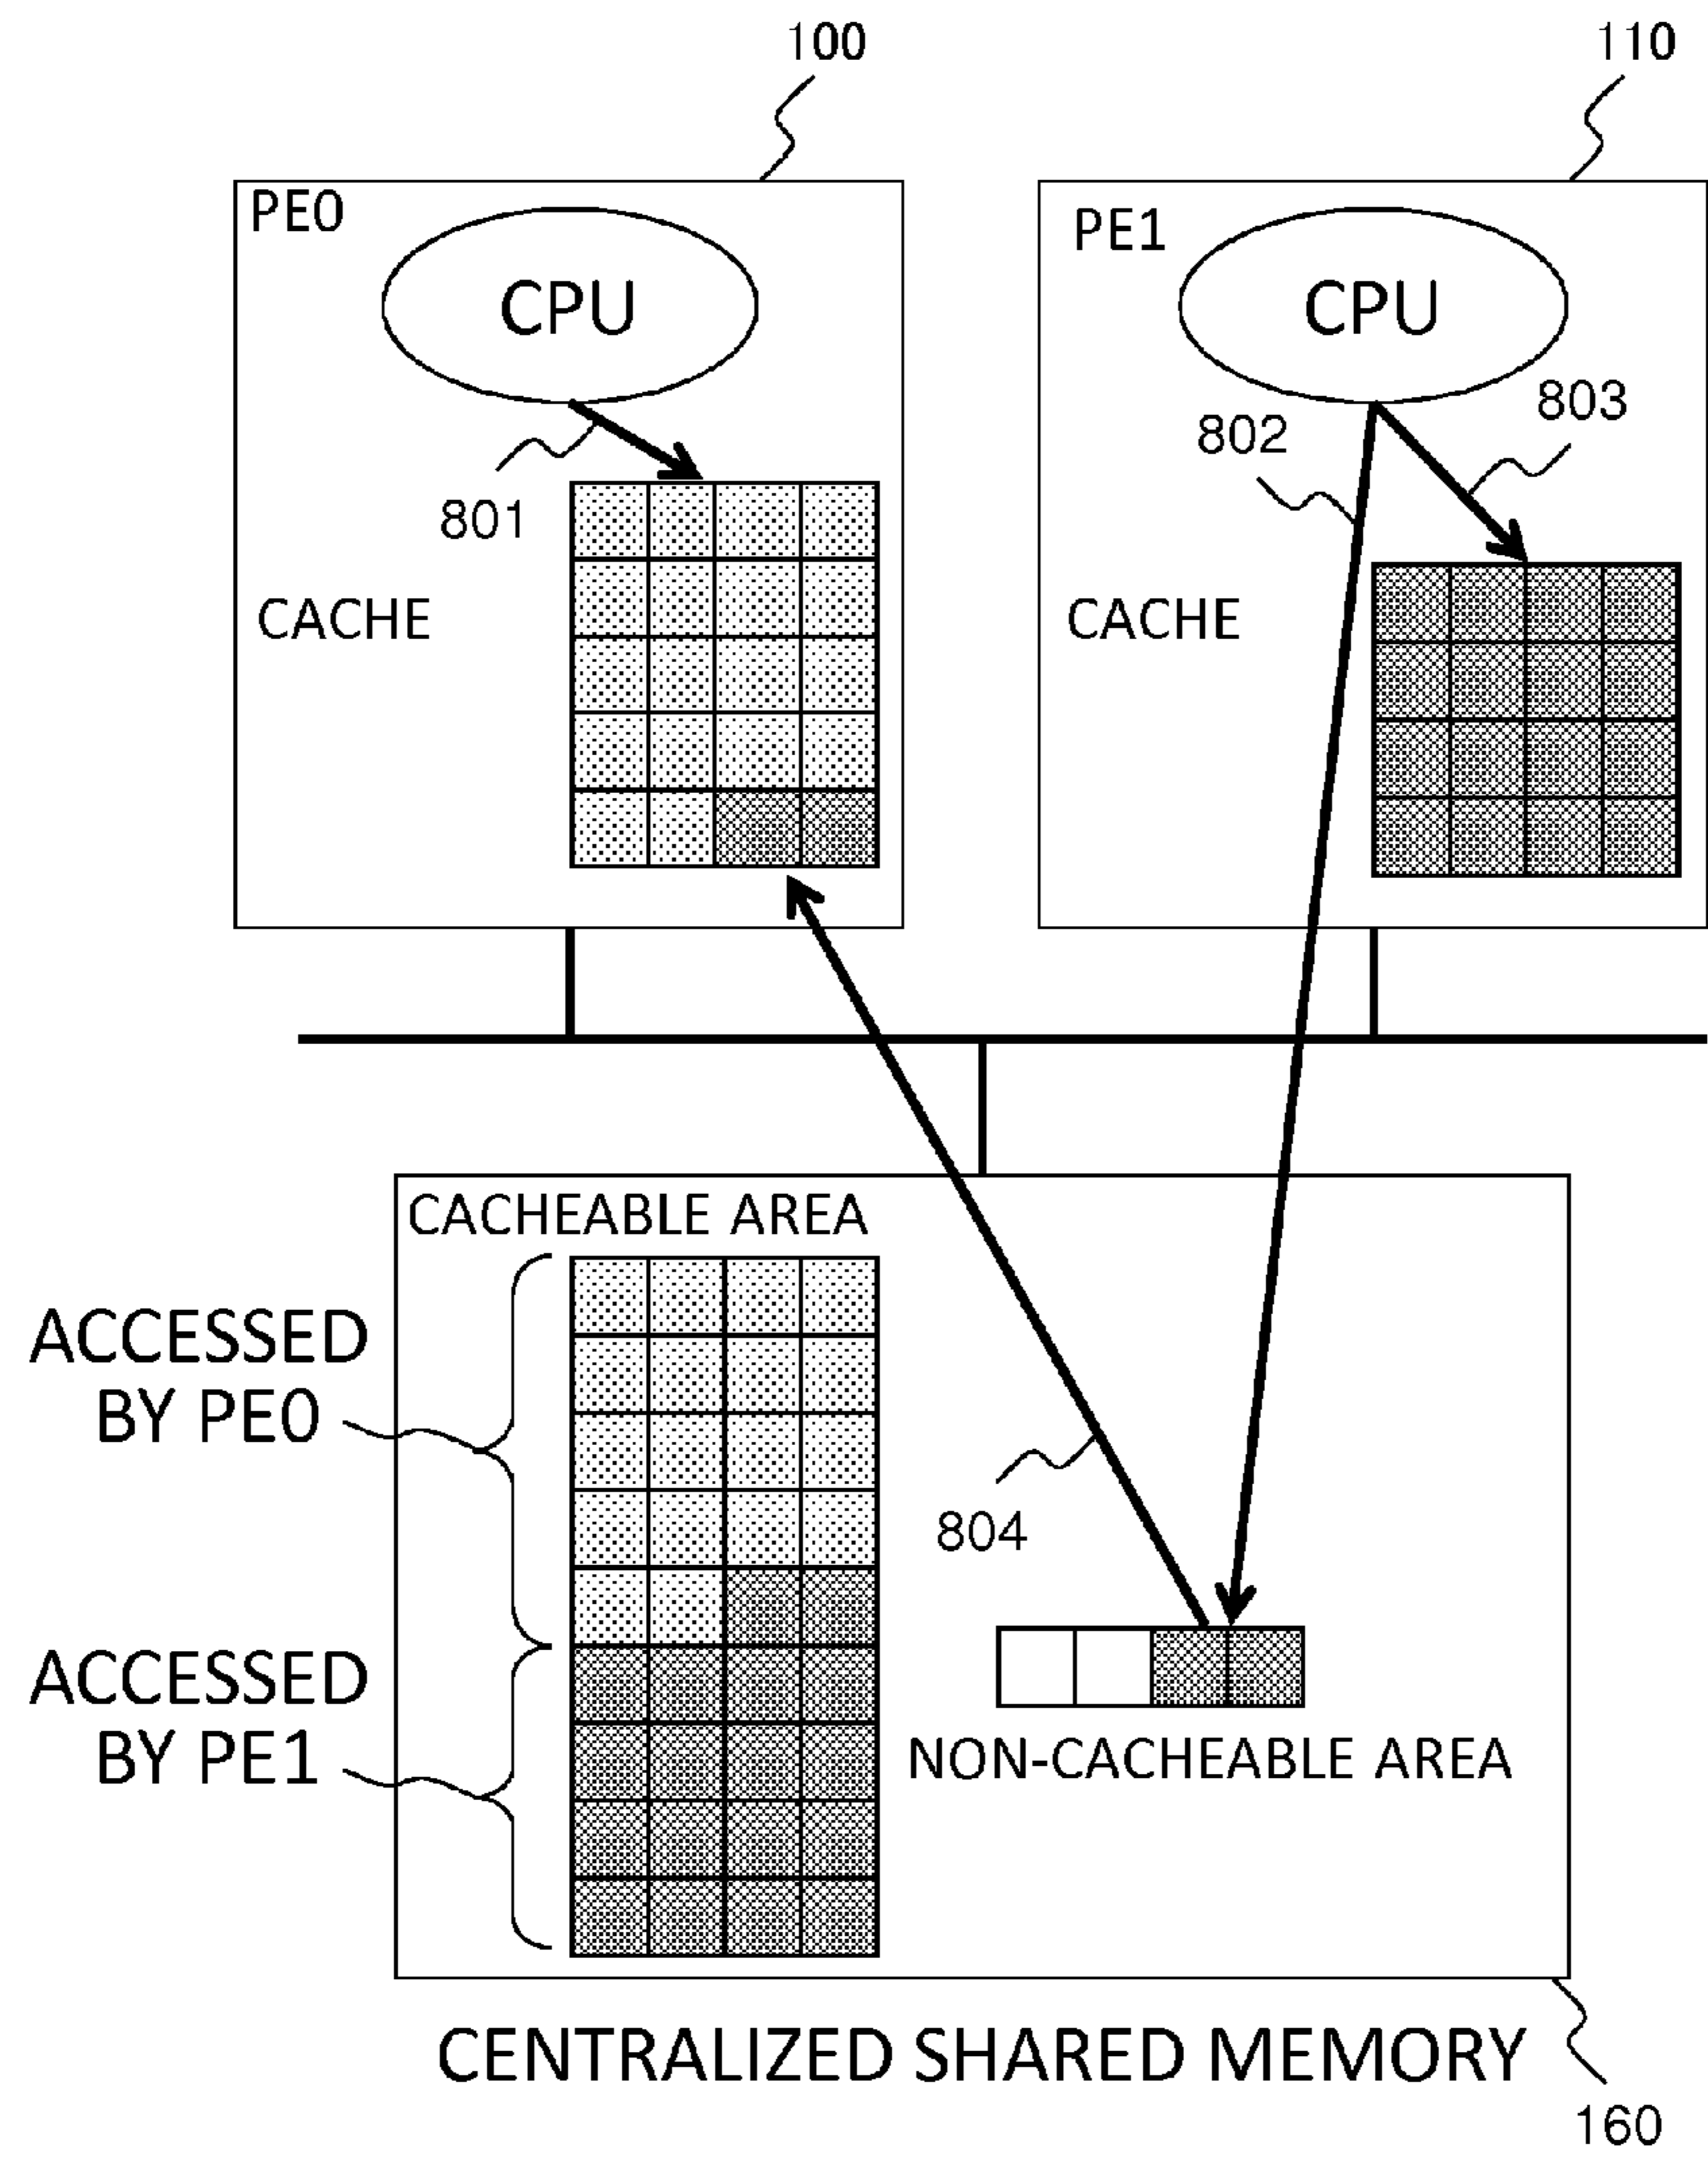 100
110
PE0
PE1
CPU
CPU
803
802
801
CACHE
CACHE
CACHEABLE AREA
ACCESSED
BY PE0
804
ACCESSED
BY PE1
NON-CACHEABLE AREA
CENTRALIZED SHARED MEMORY
160